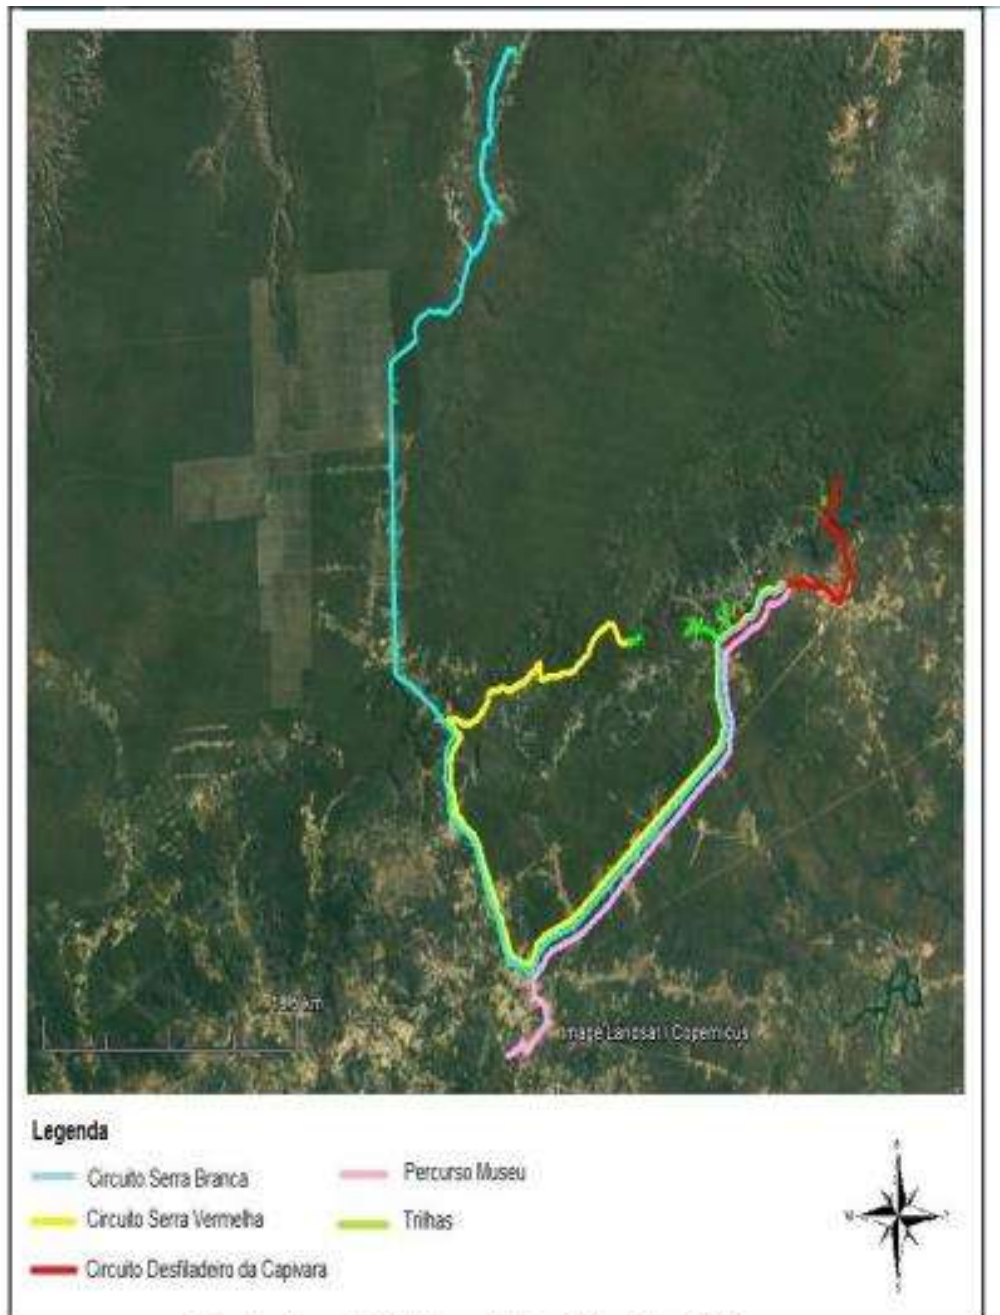 Image Landsat / Copernicus
Legenda
Circuito Serra Branca
Percurso Museu
Circuito Serra Vermelha
Trilhas
Circuito Desfiladeiro da Capivara